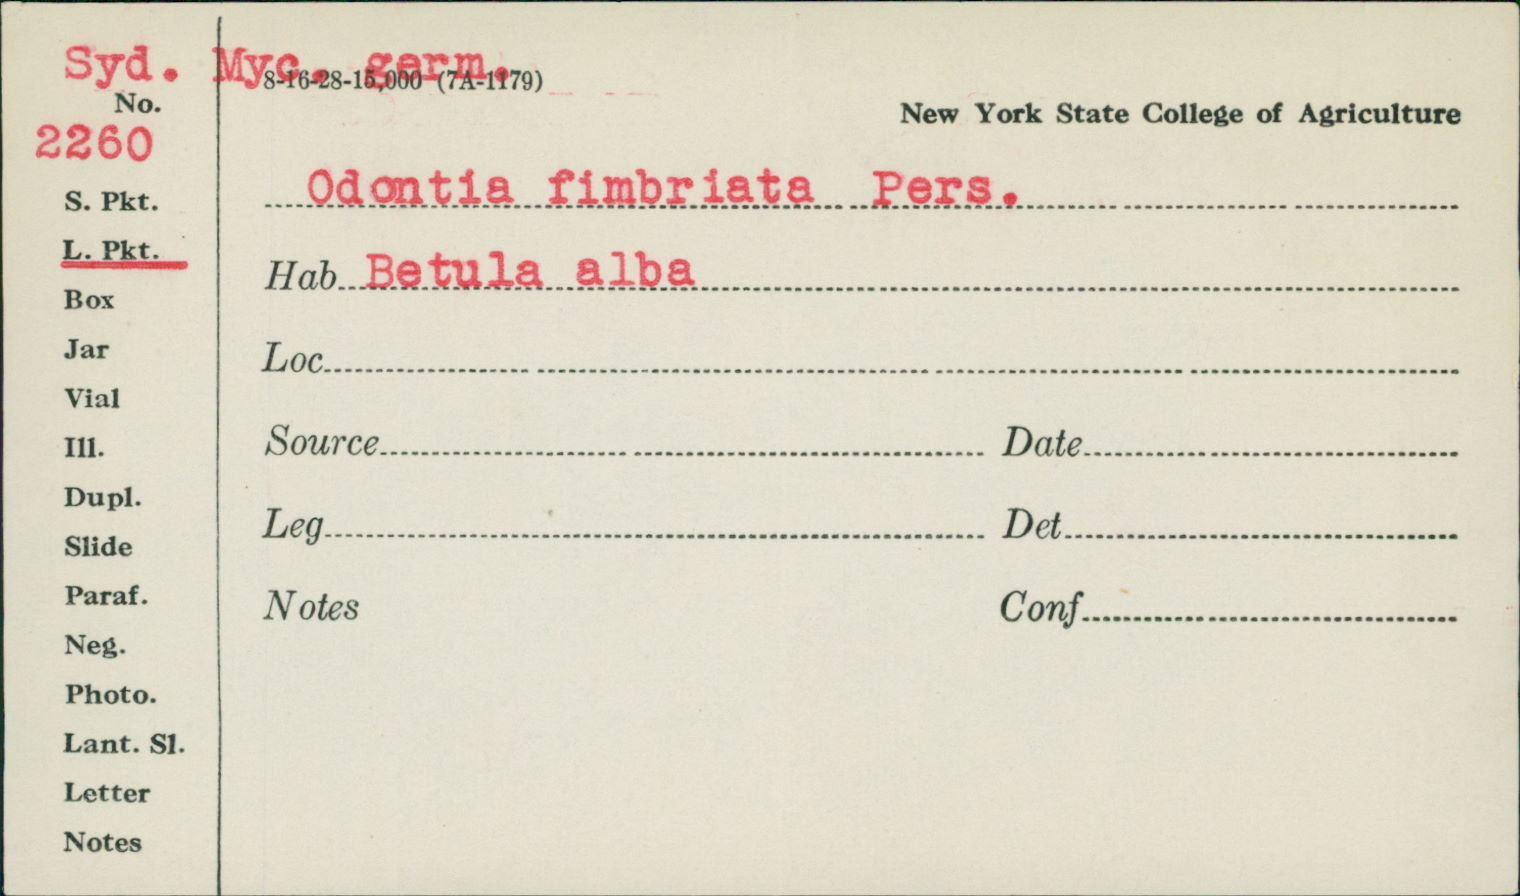 Syd. Myc. germ.
8-16-28-15,000 (7A-1179)
No.
New York State College of Agriculture
2260
S. Pkt.
Odontia fimbriata Pers.
L. Pkt.
Hab. Betula alba
Box
Jar
Loc
Vial
Ill.
Source Date
Dupl.
Slide
Leg Det
Paraf.
Notes Conf
Neg.
Photo.
Lant. Sl.
Letter
Notes